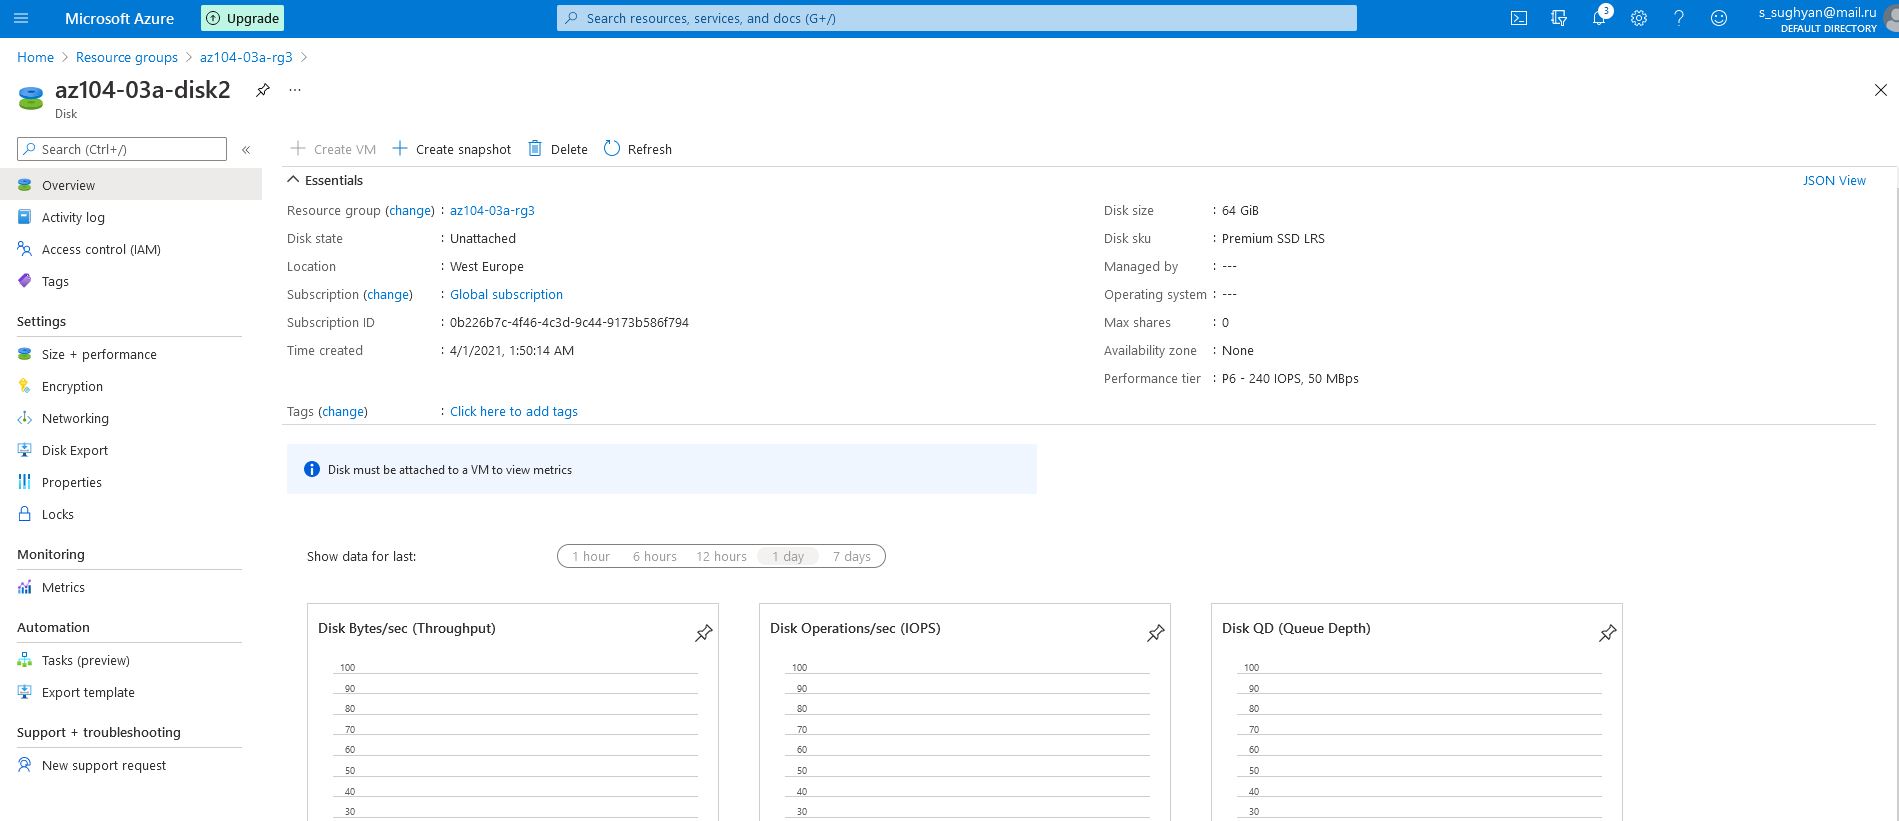 Microsoft Azure
Upgrade
Search resources, services, and docs (G+/)
3
s_sughyan@mail.ru
DEFAULT DIRECTORY
Home > Resource groups > az104-03a-rg3 >
az104-03a-disk2
...
Disk
Search (Ctrl+/)
«
Overview
Activity log
Access control (IAM)
Tags
Settings
Size + performance
Encryption
Networking
Disk Export
Properties
Locks
Monitoring
Metrics
Automation
Tasks (preview)
Export template
Support + troubleshooting
New support request
Create VM
Create snapshot
Delete
Refresh
Essentials
JSON View
Resource group (change) : az104-03a-rg3
Disk state : Unattached
Location : West Europe
Subscription (change) : Global subscription
Subscription ID : 0b226b7c-4f46-4c3d-9c44-9173b586f794
Time created : 4/1/2021, 1:50:14 AM
Disk size : 64 GiB
Disk sku : Premium SSD LRS
Managed by : ---
Operating system : ---
Max shares : 0
Availability zone : None
Performance tier : P6 - 240 IOPS, 50 MBps
Tags (change) : Click here to add tags
Disk must be attached to a VM to view metrics
Show data for last:
1 hour
6 hours
12 hours
1 day
7 days
Disk Bytes/sec (Throughput)
100
90
80
70
60
50
40
30
Disk Operations/sec (IOPS)
100
90
80
70
60
50
40
30
Disk QD (Queue Depth)
100
90
80
70
60
50
40
30